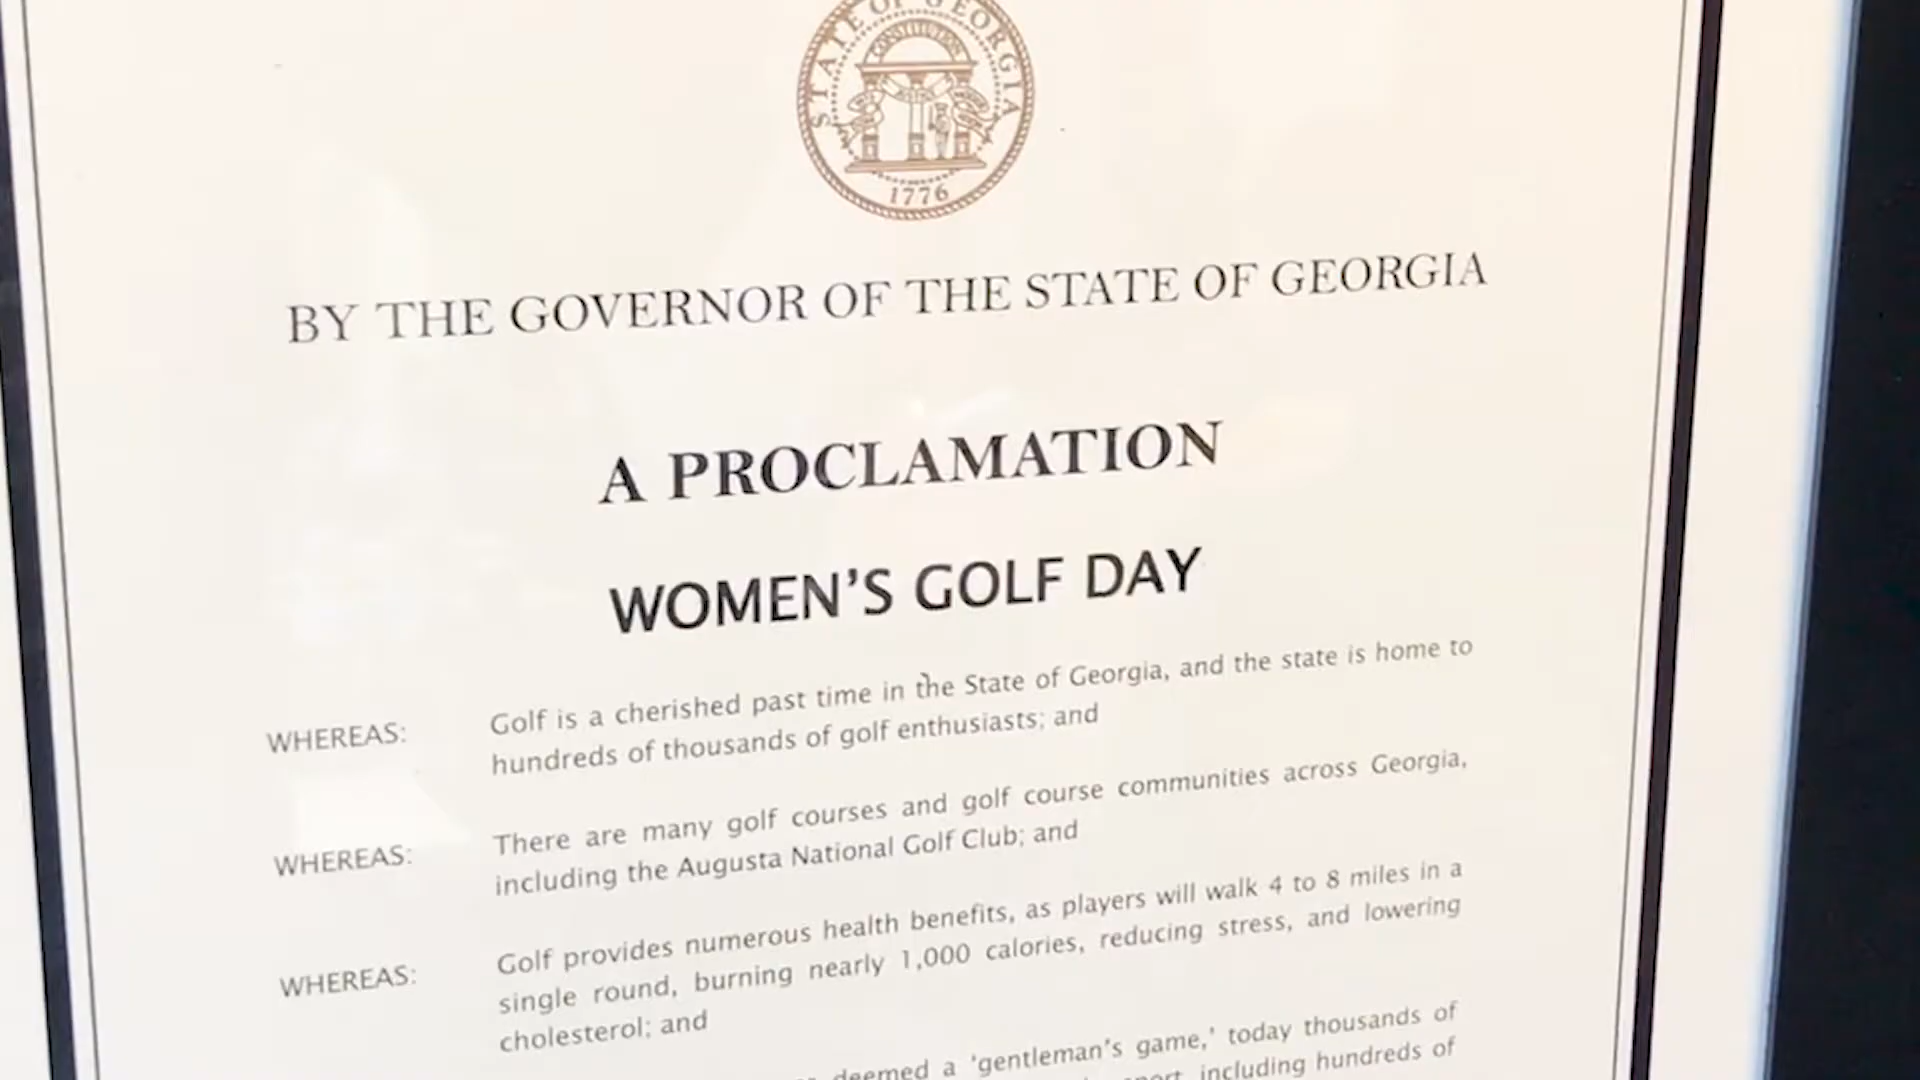 STATE OF GEORGIA
CONSTITUTION
1776
BY THE GOVERNOR OF THE STATE OF GEORGIA
A PROCLAMATION
WOMEN'S GOLF DAY
WHEREAS: Golf is a cherished past time in the State of Georgia, and the state is home to
hundreds of thousands of golf enthusiasts; and
WHEREAS: There are many golf courses and golf course communities across Georgia,
including the Augusta National Golf Club; and
WHEREAS: Golf provides numerous health benefits, as players will walk 4 to 8 miles in a
single round, burning nearly 1,000 calories, reducing stress, and lowering
cholesterol; and
deemed a 'gentleman's game,' today thousands of
including hundreds of